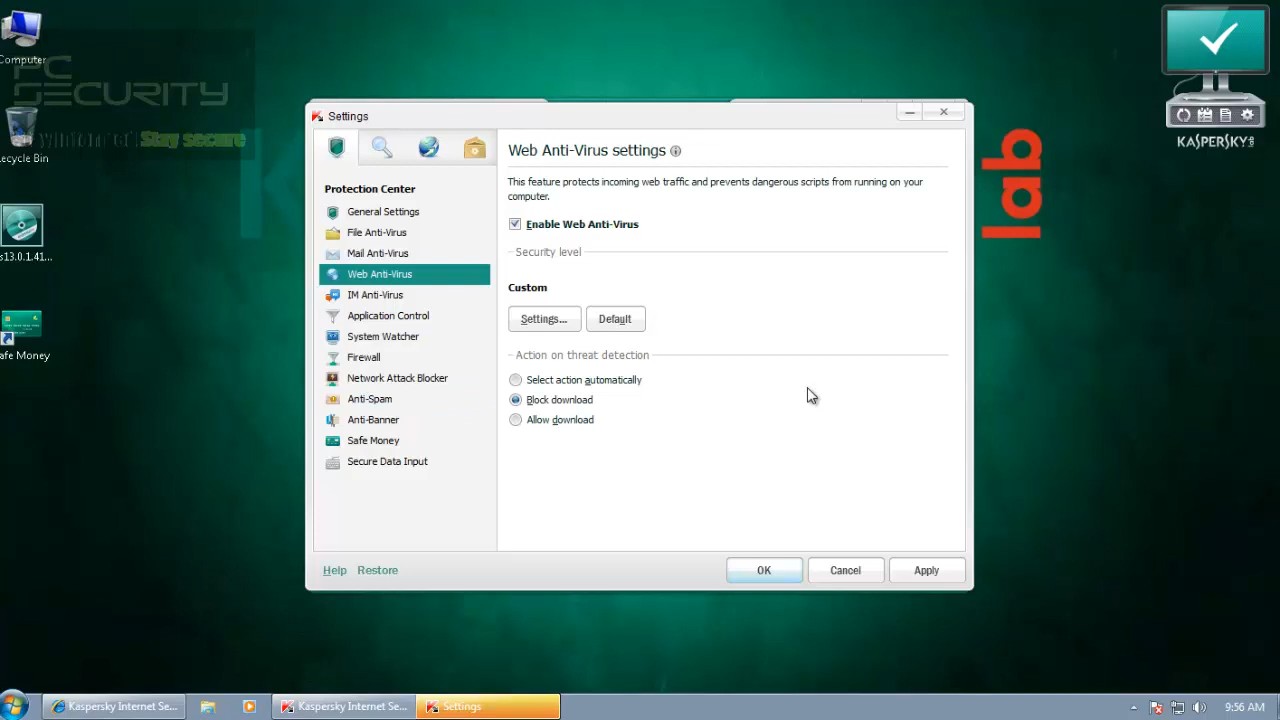 Computer
PC
SECURITY
Stay secure
ecycle Bin
s13.0.1.41...
afe Money
KASPERSKY
lab
Settings
Protection Center
General Settings
File Anti-Virus
Mail Anti-Virus
Web Anti-Virus
IM Anti-Virus
Application Control
System Watcher
Firewall
Network Attack Blocker
Anti-Spam
Anti-Banner
Safe Money
Secure Data Input
Web Anti-Virus settings
This feature protects incoming web traffic and prevents dangerous scripts from running on your
computer.
Enable Web Anti-Virus
Security level
Custom
Settings...
Default
Action on threat detection
Select action automatically
Block download
Allow download
Help
Restore
OK
Cancel
Apply
Kaspersky Internet Se...
Kaspersky Internet Se...
Settings
9:56 AM